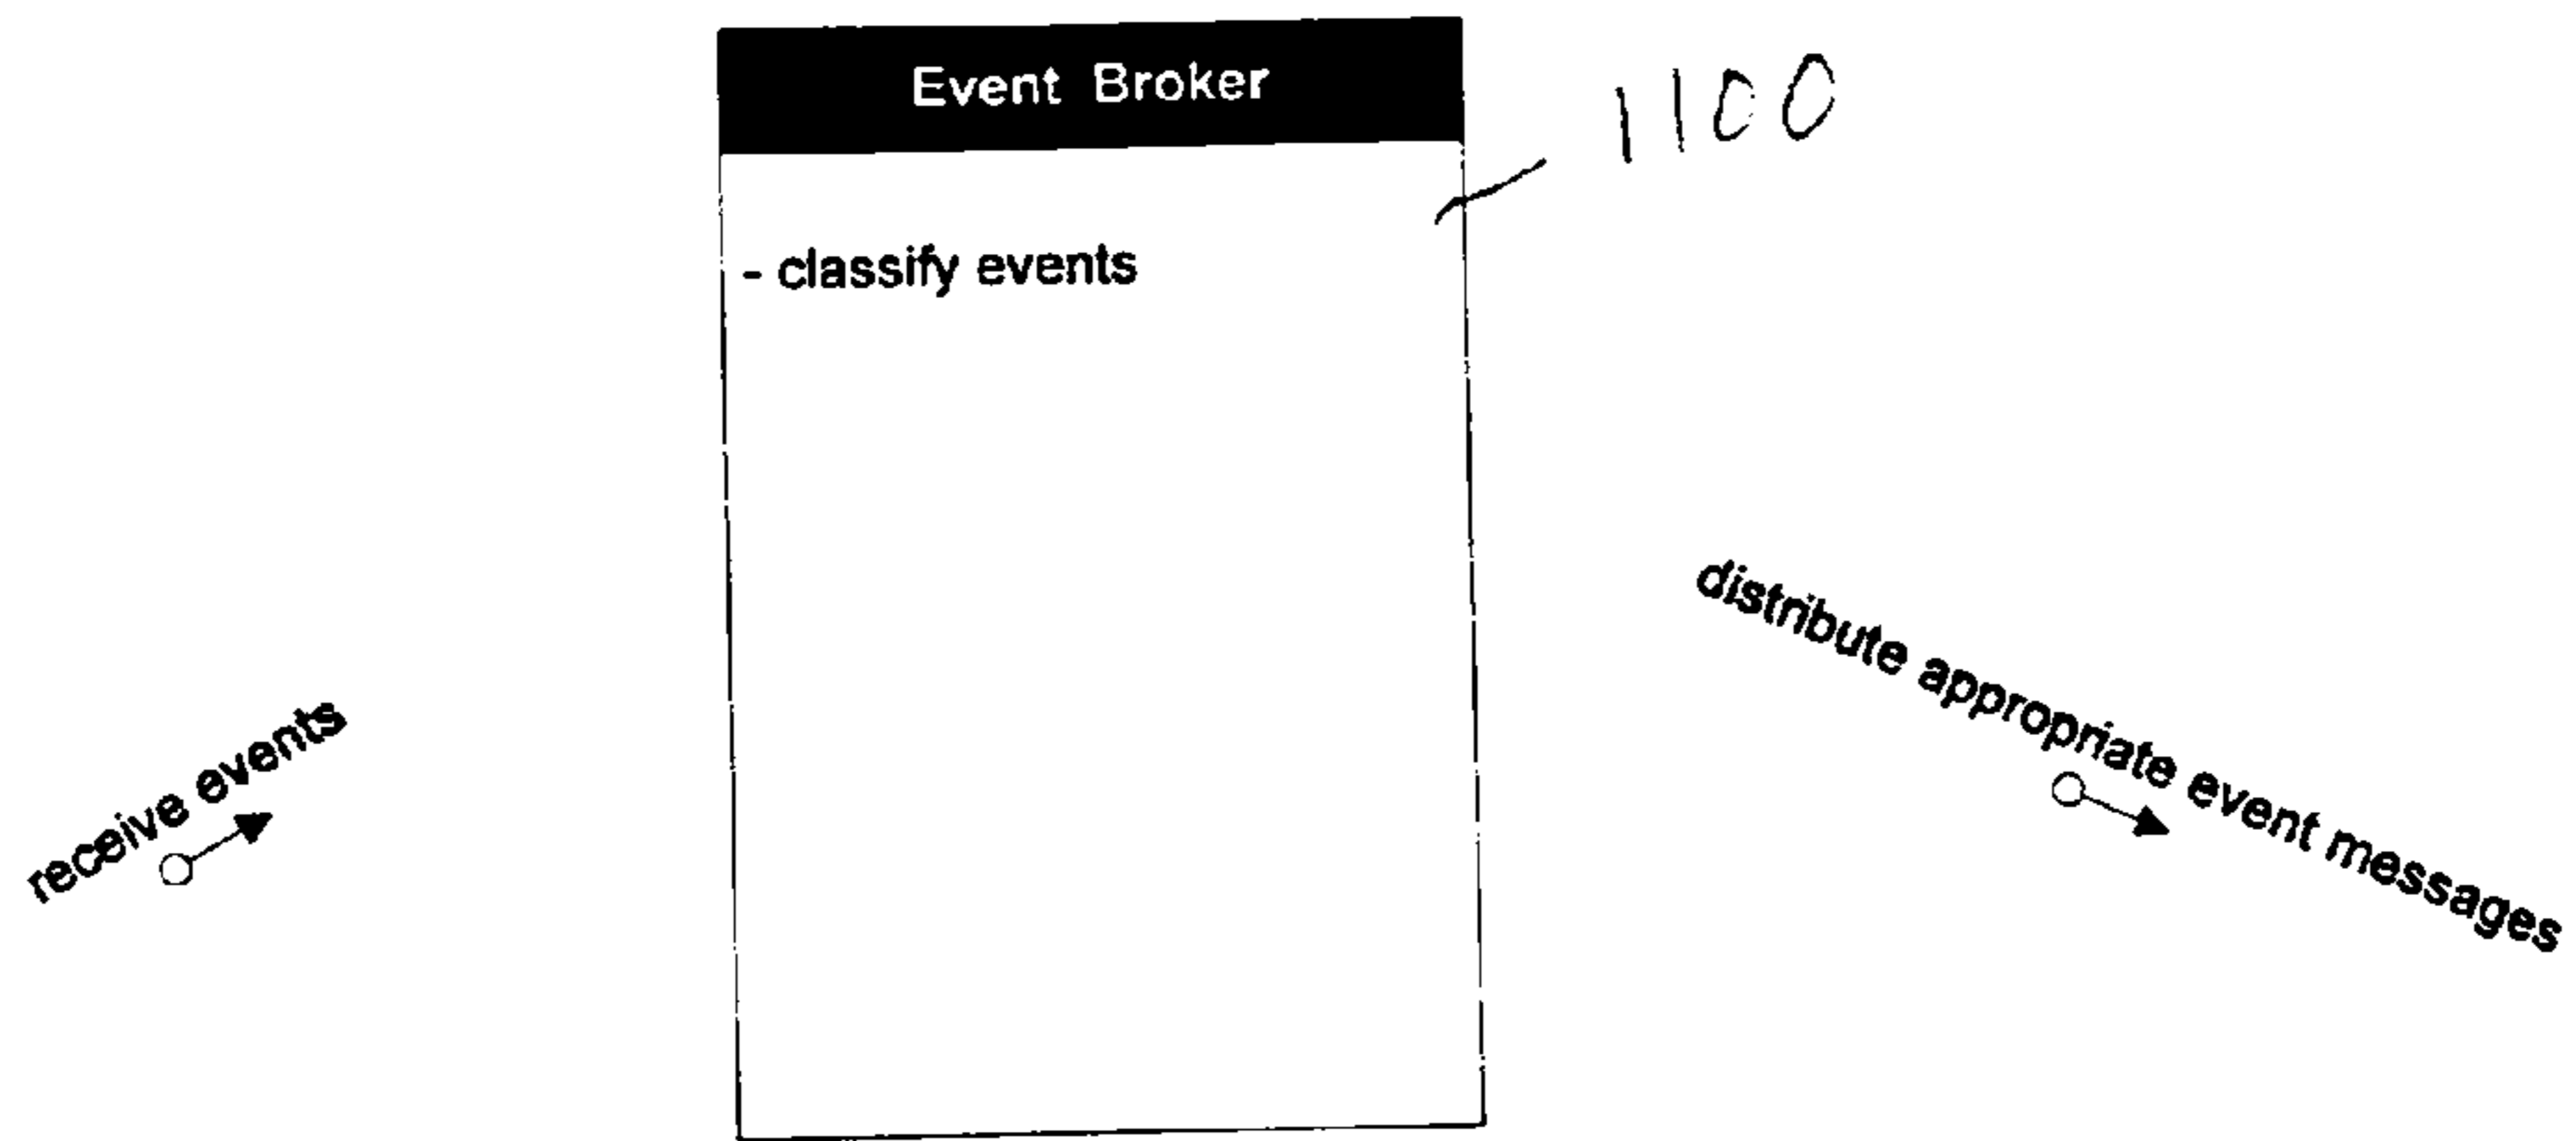 Event Broker
1100
- classify events
distribute appropriate event messages
receive events